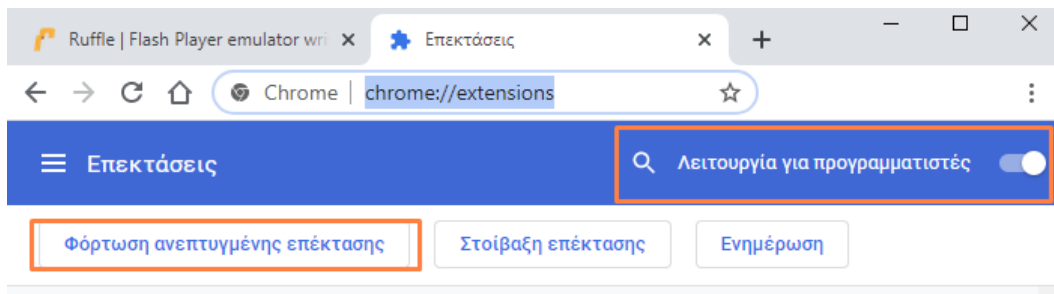 Ruffle | Flash Player emulator wri
Επεκτάσεις
Chrome | chrome://extensions
Επεκτάσεις
Λειτουργία για προγραμματιστές
Φόρτωση ανεπτυγμένης επέκτασης
Στοίβαξη επέκτασης
Ενημέρωση